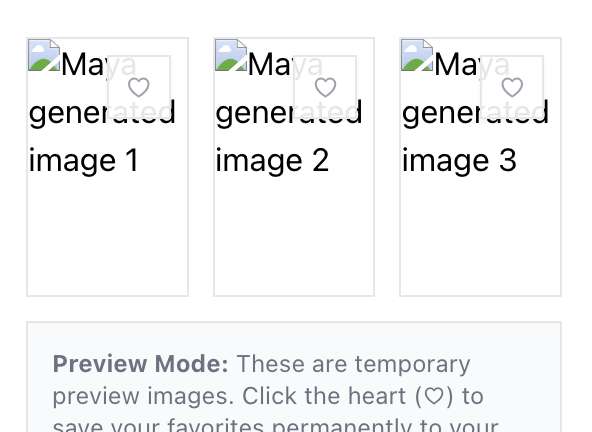 Maya
generated
image 1
Maya
generated
image 2
Maya
generated
image 3
Preview Mode: These are temporary
preview images. Click the heart (♡) to
save your favorites permanently to your